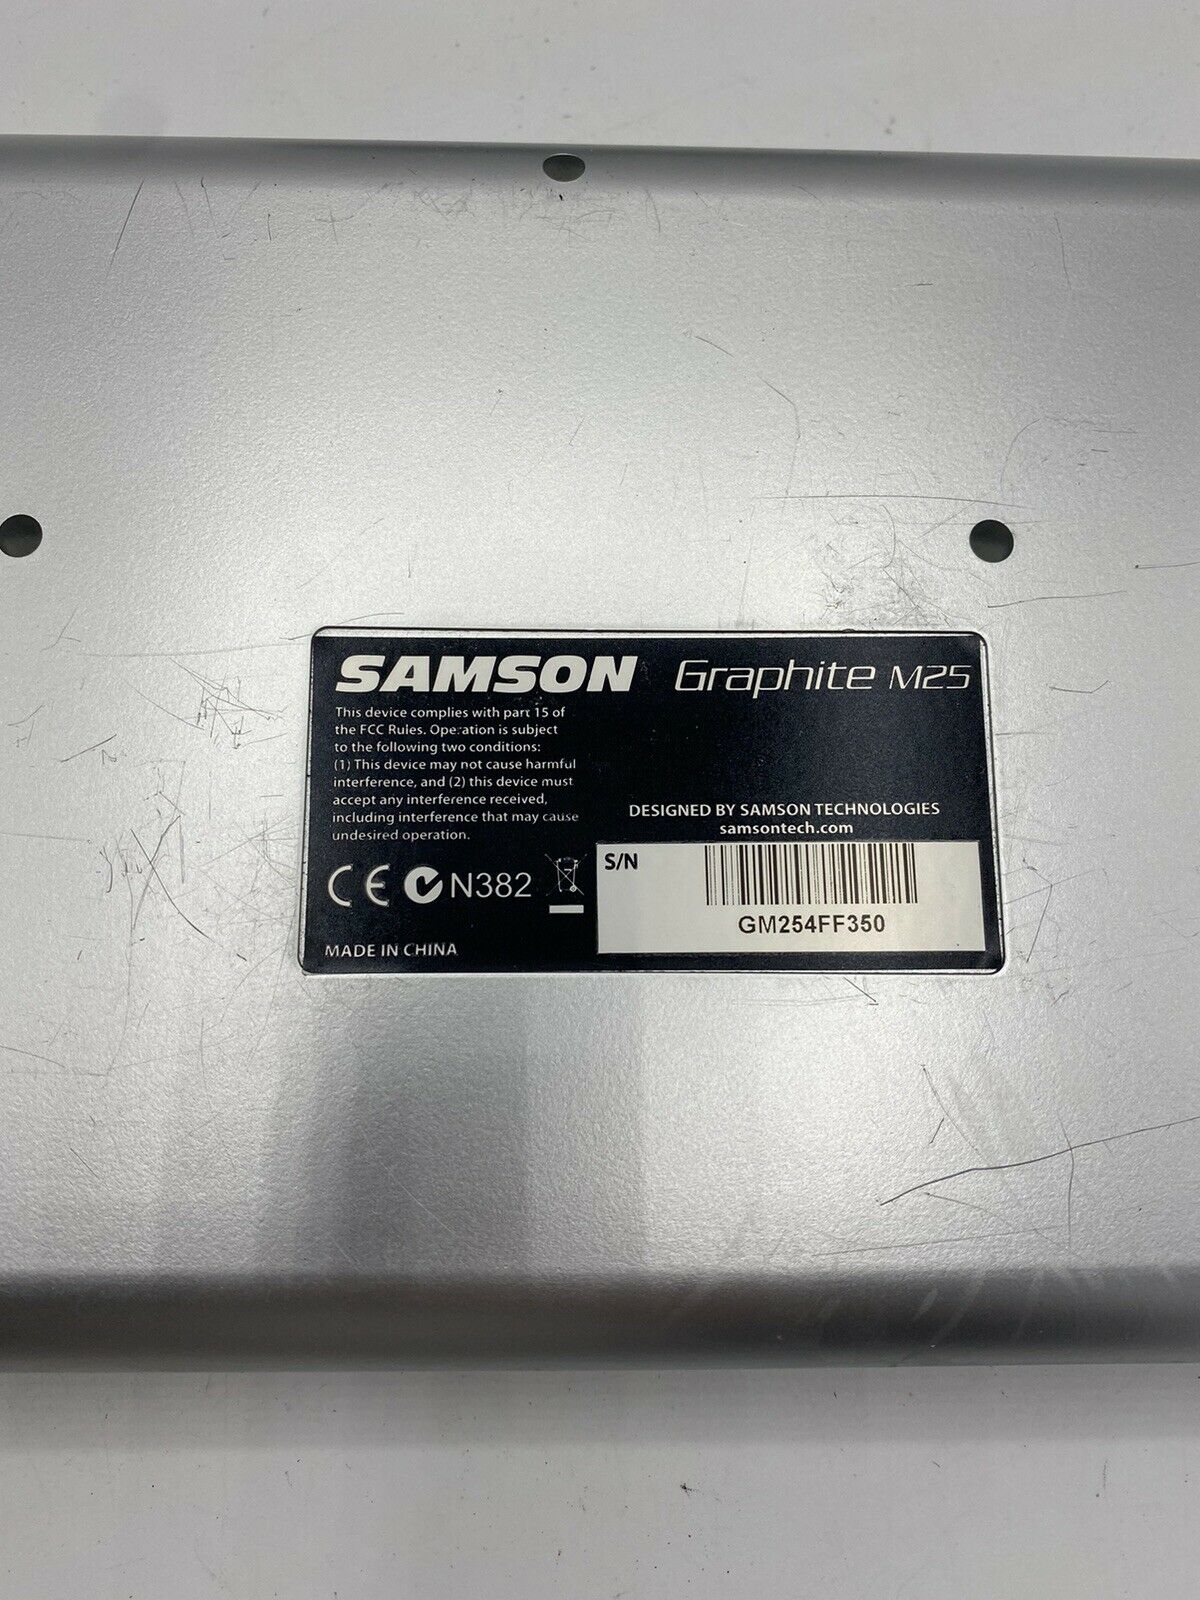 SAMSON Graphite M25
This device complies with part 15 of
the FCC Rules. Operation is subject
to the following two conditions:
(1) This device may not cause harmful
interference, and (2) this device must
accept any interference received,
including interference that may cause
undesired operation.
DESIGNED BY SAMSON TECHNOLOGIES
samsontech.com
CE N382
S/N
GM254FF350
MADE IN CHINA